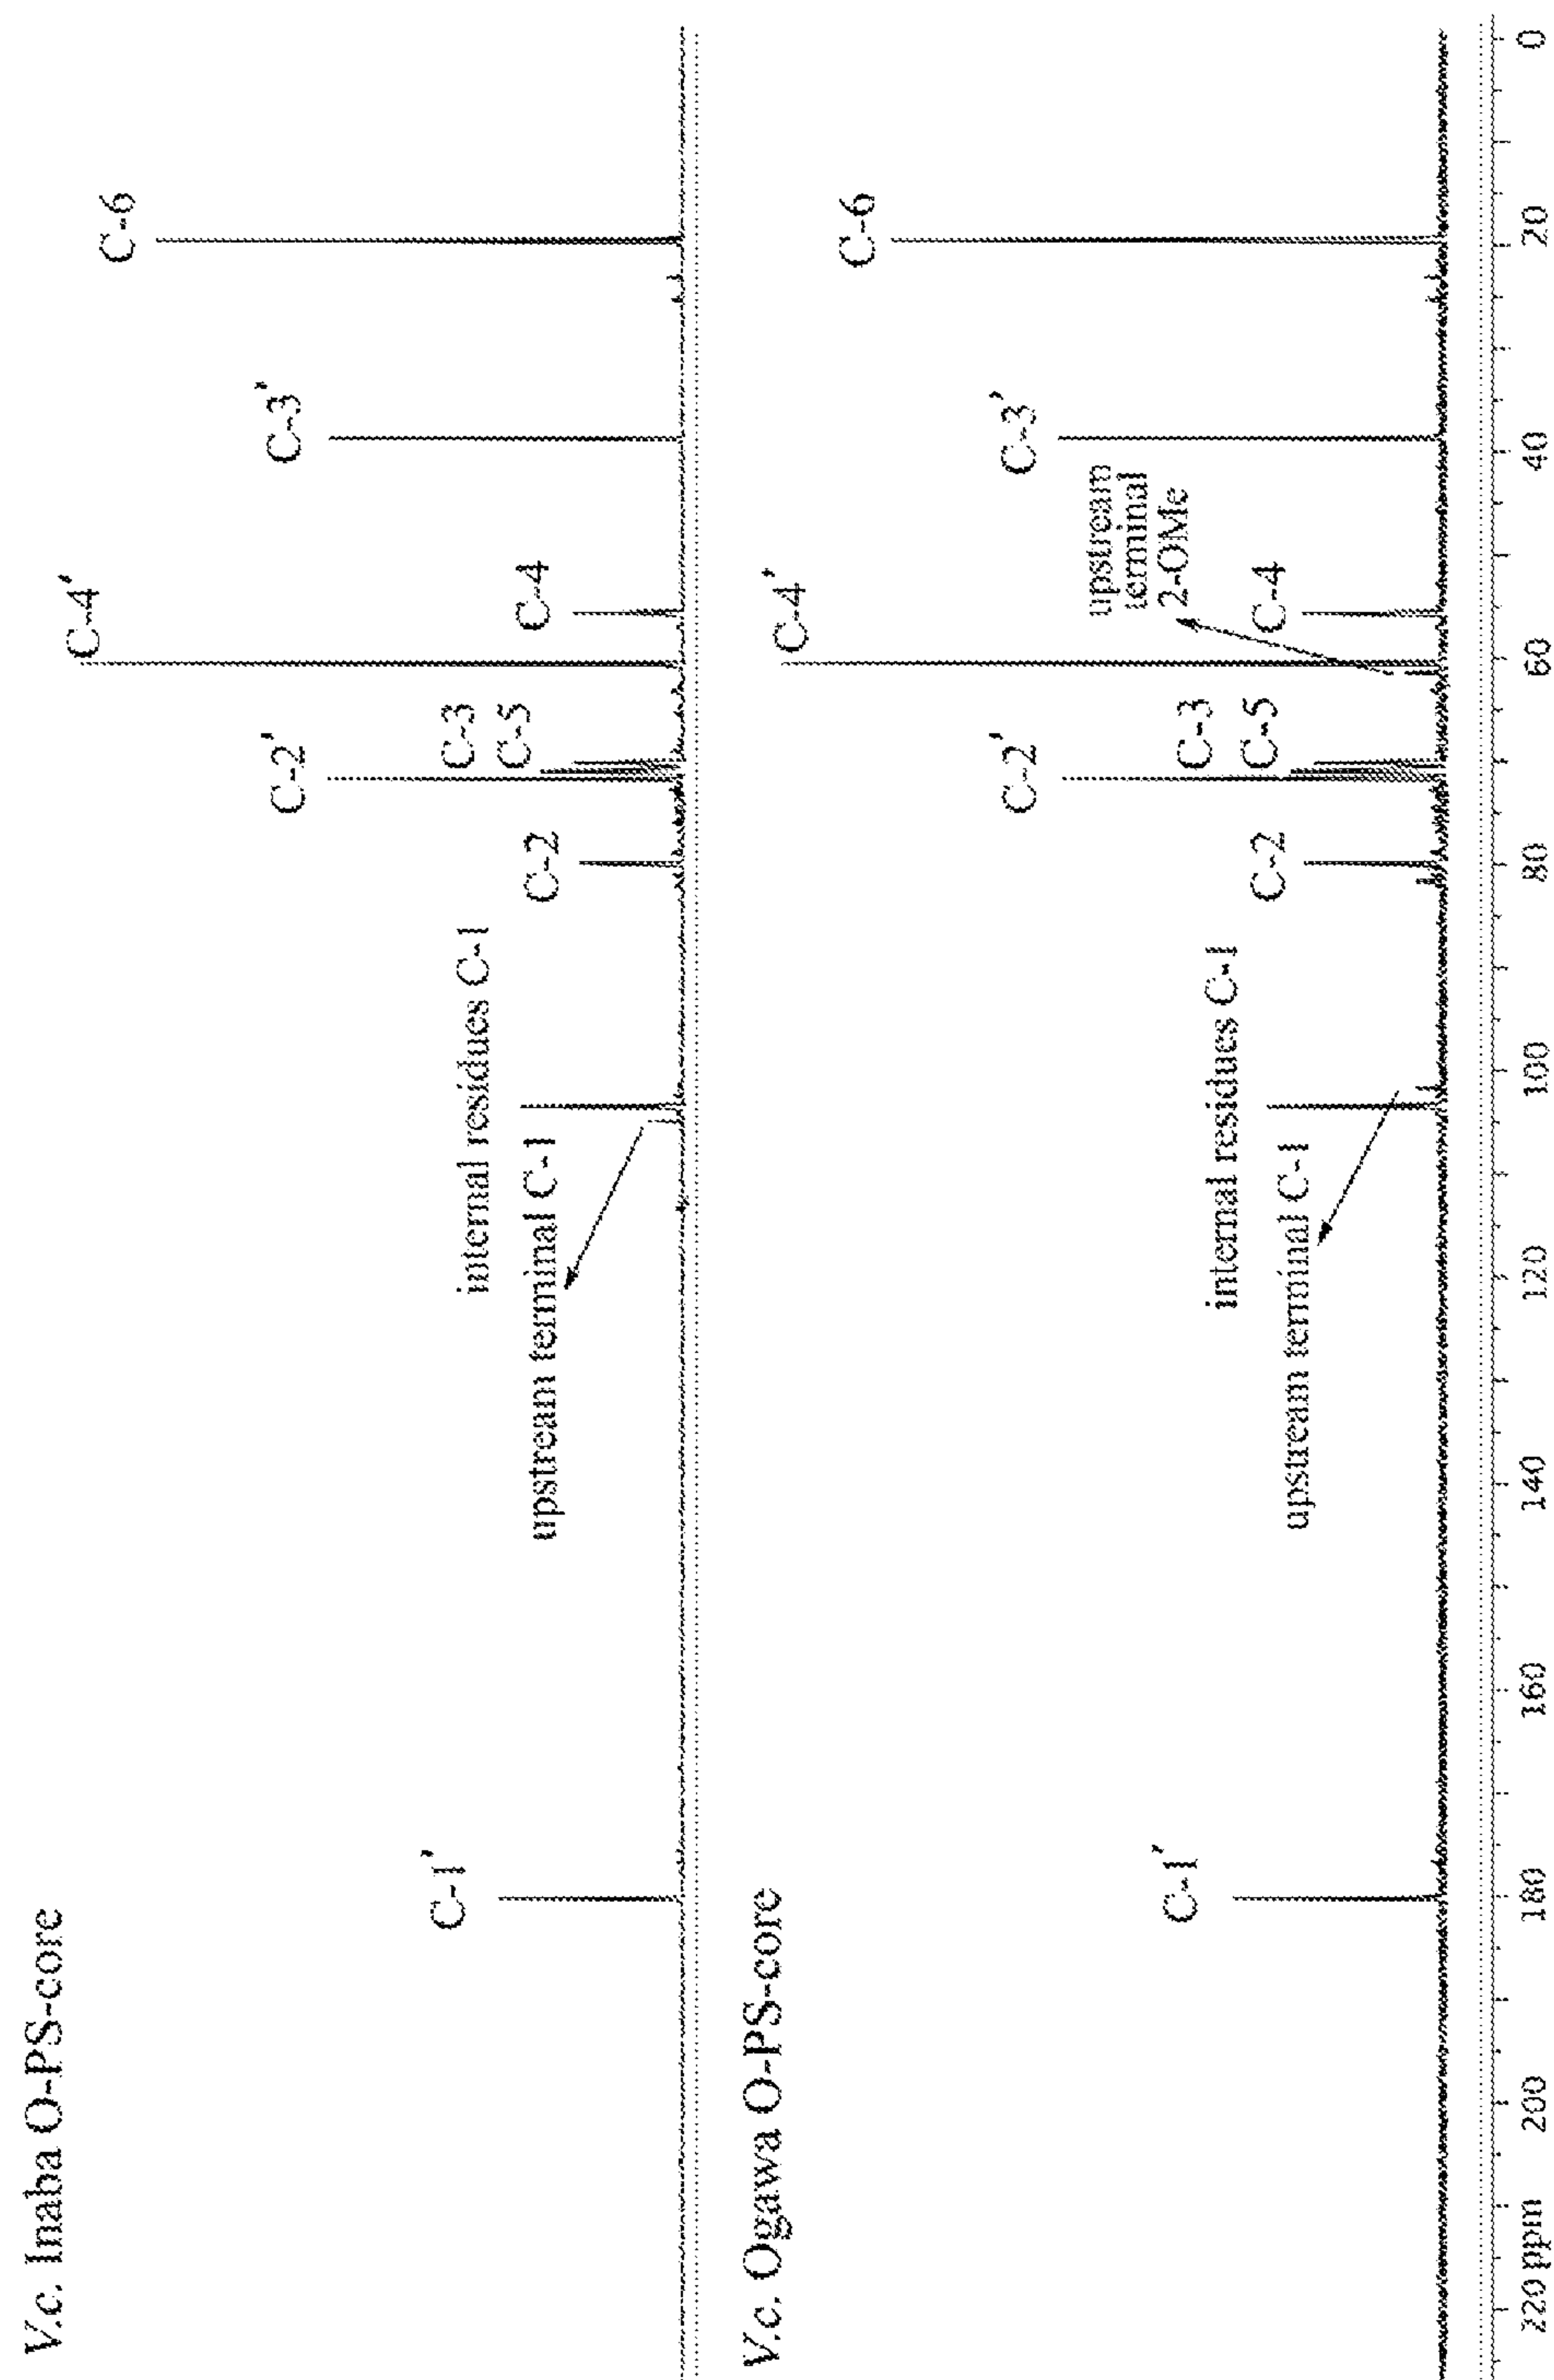 V.c. Inaba O-PS-core
C-1'
internal residues C-1
upstream terminal C-1
C-2
C-2'
C-3
C-5
C-4'
C-4
C-3'
C-6
V.c. Ogawa O-PS-core
C-1'
internal residues C-1
upstream terminal C-1
C-2
C-2'
C-3
C-5
C-4'
upstream
terminal
2-OMe
C-4
C-3'
C-6
220 ppm 200 180 160 140 120 100 80 60 40 20 0